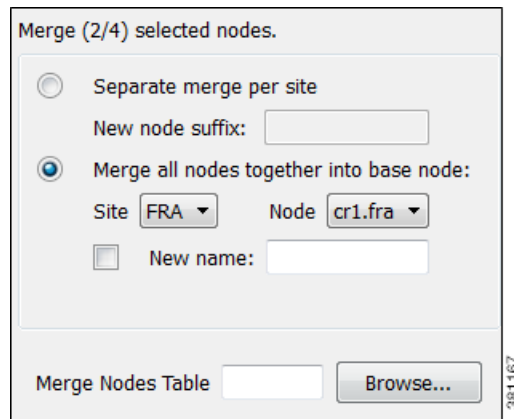 Merge (2/4) selected nodes.
Separate merge per site
New node suffix:
Merge all nodes together into base node:
Site FRA Node cr1.fra
New name:
Merge Nodes Table Browse...
381167